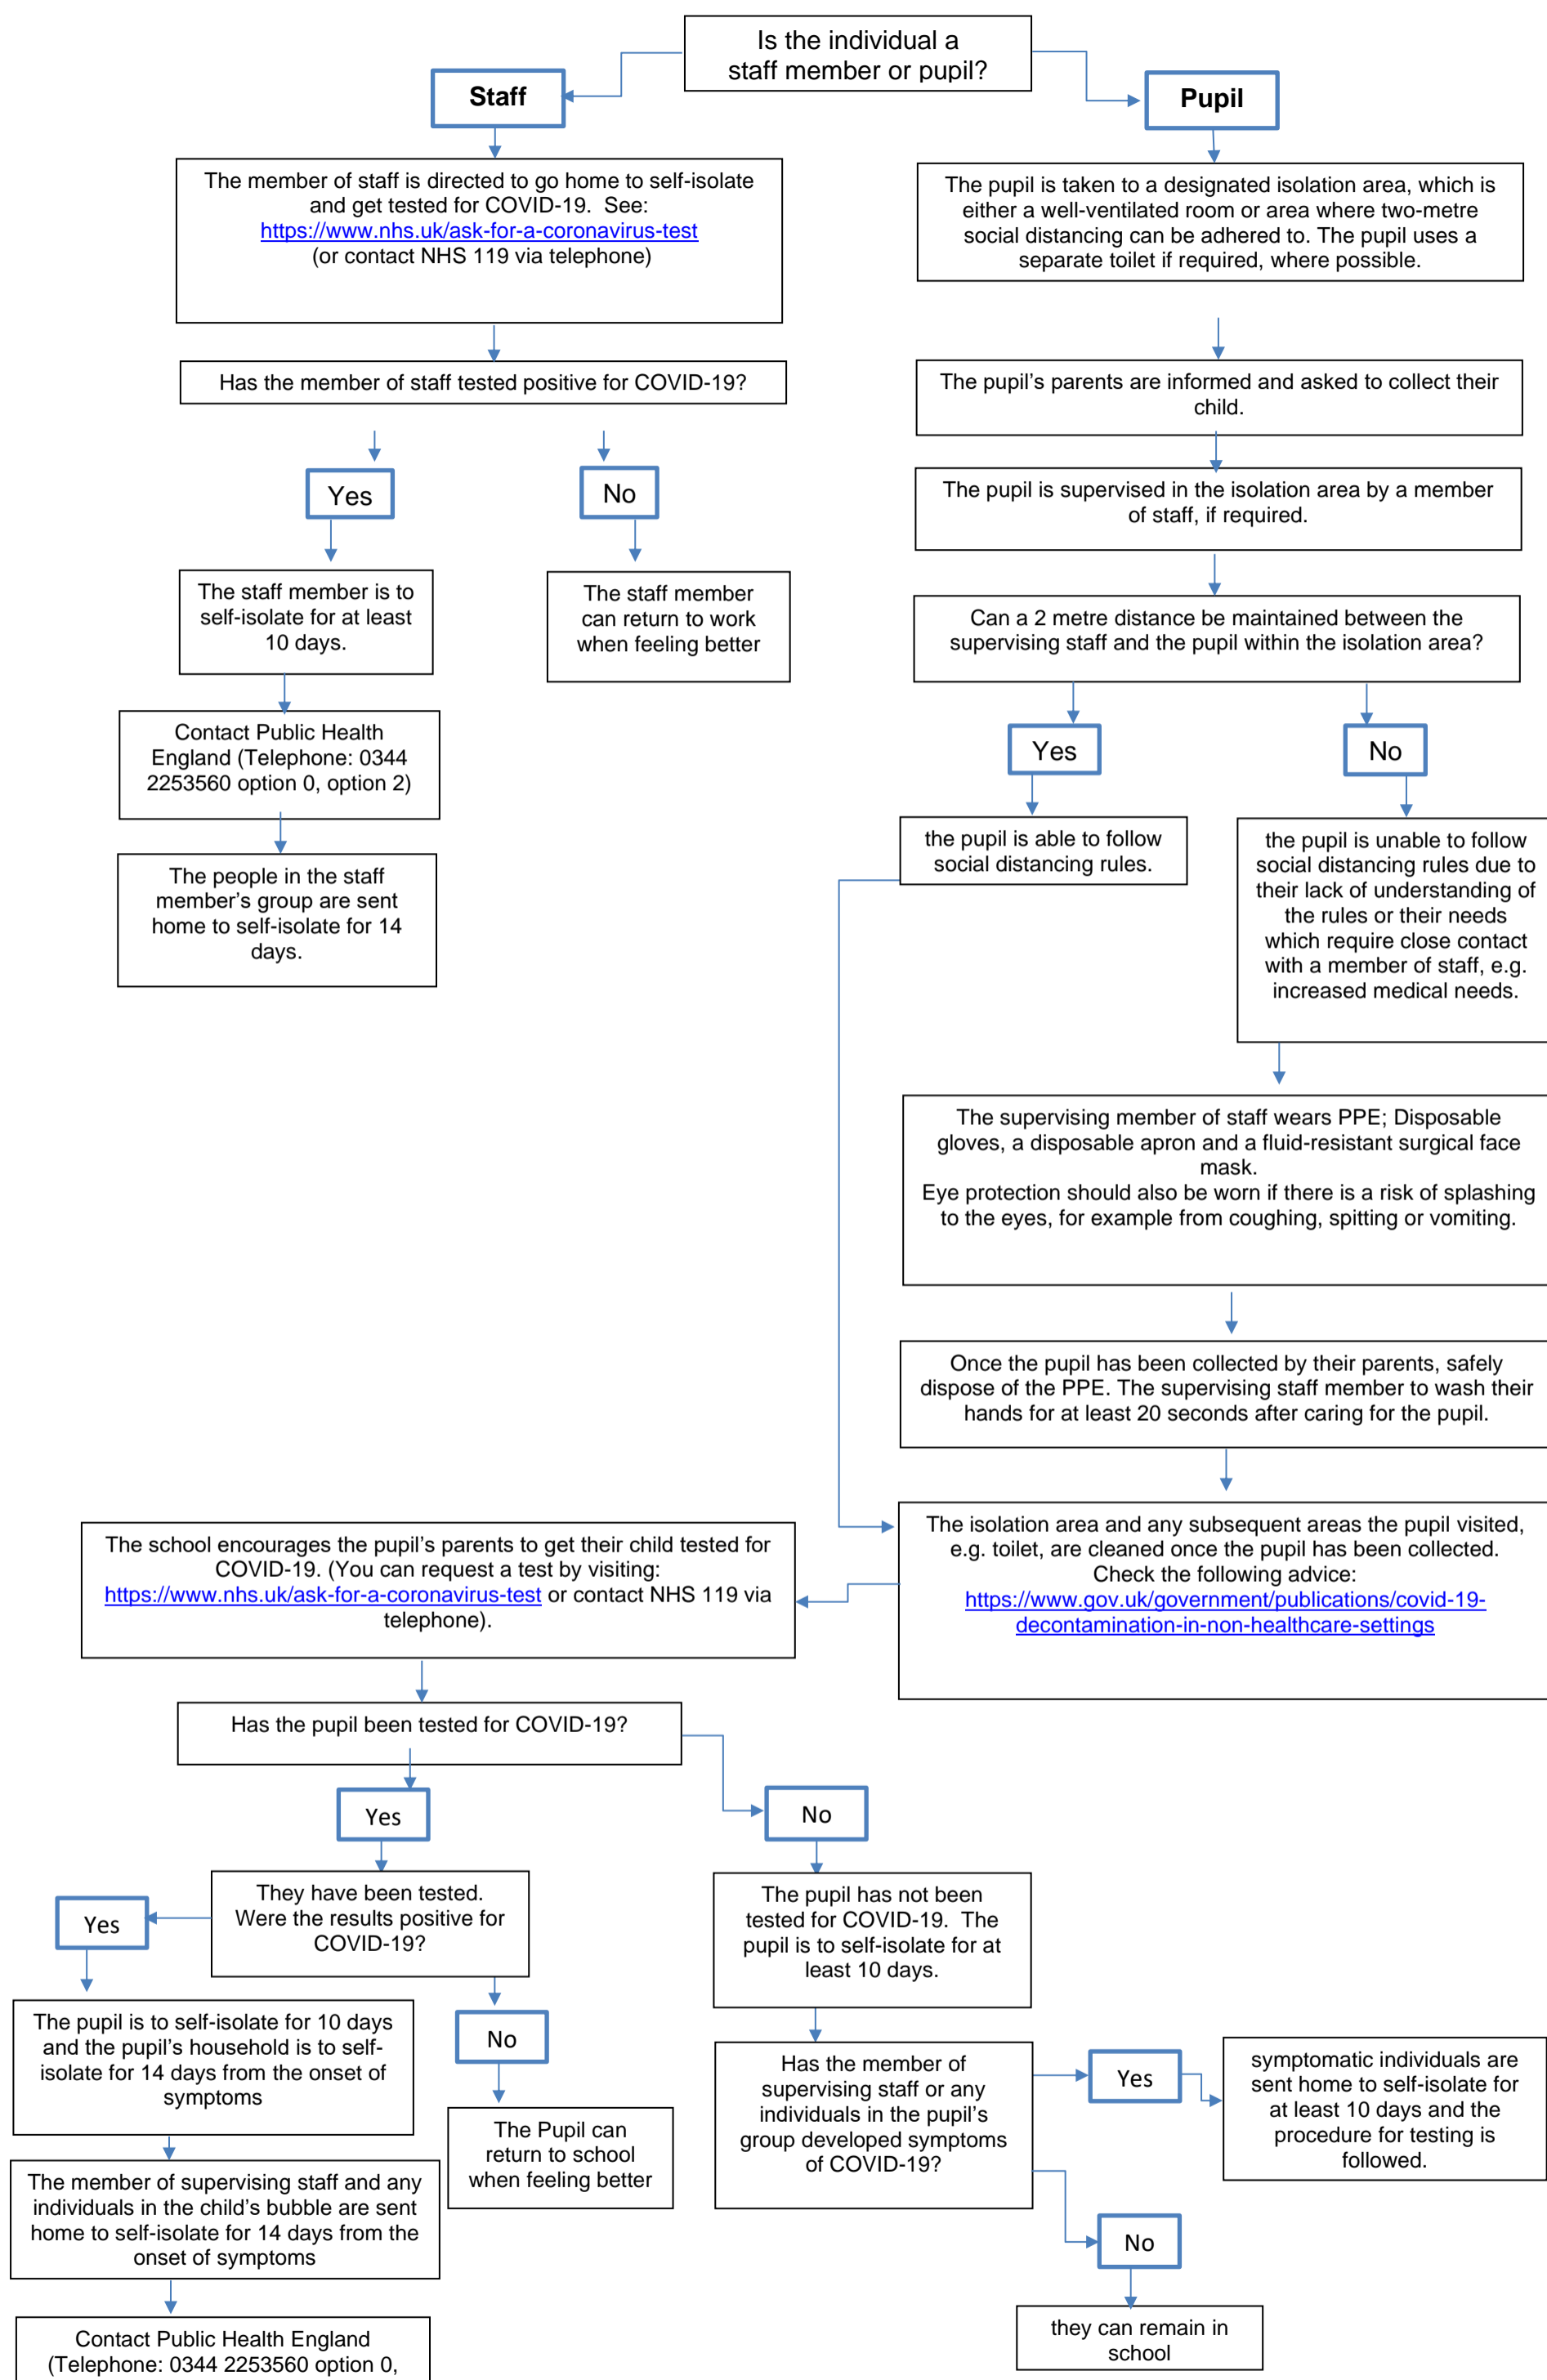 Is the individual a
staff member or pupil?
Staff
Pupil
The member of staff is directed to go home to self-isolate
and get tested for COVID-19.  See:
https://www.nhs.uk/ask-for-a-coronavirus-test
(or contact NHS 119 via telephone)
The pupil is taken to a designated isolation area, which is
either a well-ventilated room or area where two-metre
social distancing can be adhered to. The pupil uses a
separate toilet if required, where possible.
Has the member of staff tested positive for COVID-19?
The pupil's parents are informed and asked to collect their
child.
Yes
No
The pupil is supervised in the isolation area by a member
of staff, if required.
The staff member is to
self-isolate for at least
10 days.
The staff member
can return to work
when feeling better
Can a 2 metre distance be maintained between the
supervising staff and the pupil within the isolation area?
Contact Public Health
England (Telephone: 0344
2253560 option 0, option 2)
Yes
No
The people in the staff
member's group are sent
home to self-isolate for 14
days.
the pupil is able to follow
social distancing rules.
the pupil is unable to follow
social distancing rules due to
their lack of understanding of
the rules or their needs
which require close contact
with a member of staff, e.g.
increased medical needs.
The supervising member of staff wears PPE; Disposable
gloves, a disposable apron and a fluid-resistant surgical face
mask.
Eye protection should also be worn if there is a risk of splashing
to the eyes, for example from coughing, spitting or vomiting.
Once the pupil has been collected by their parents, safely
dispose of the PPE. The supervising staff member to wash their
hands for at least 20 seconds after caring for the pupil.
The isolation area and any subsequent areas the pupil visited,
e.g. toilet, are cleaned once the pupil has been collected.
Check the following advice:
https://www.gov.uk/government/publications/covid-19-
decontamination-in-non-healthcare-settings
The school encourages the pupil's parents to get their child tested for
COVID-19. (You can request a test by visiting:
https://www.nhs.uk/ask-for-a-coronavirus-test or contact NHS 119 via
telephone).
Has the pupil been tested for COVID-19?
Yes
No
They have been tested.
Were the results positive for
COVID-19?
Yes
The pupil has not been
tested for COVID-19.  The
pupil is to self-isolate for at
least 10 days.
The pupil is to self-isolate for 10 days
and the pupil's household is to self-
isolate for 14 days from the onset of
symptoms
No
Has the member of
supervising staff or any
individuals in the pupil's
group developed symptoms
of COVID-19?
Yes
symptomatic individuals are
sent home to self-isolate for
at least 10 days and the
procedure for testing is
followed.
The Pupil can
return to school
when feeling better
The member of supervising staff and any
individuals in the child's bubble are sent
home to self-isolate for 14 days from the
onset of symptoms
No
Contact Public Health England
(Telephone: 0344 2253560 option 0,
they can remain in
school